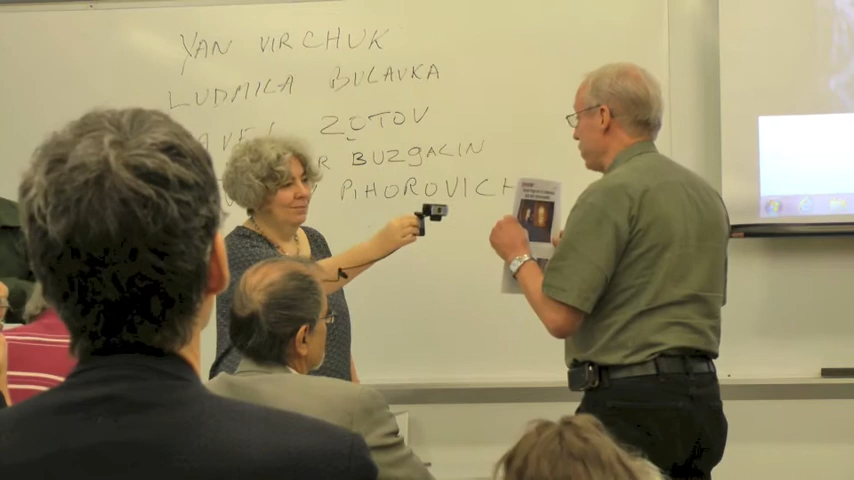 YAN VIRCHUK
LUDMILA BULAVKA
ZOTOV
BUZGALIN
PIHOROVICH